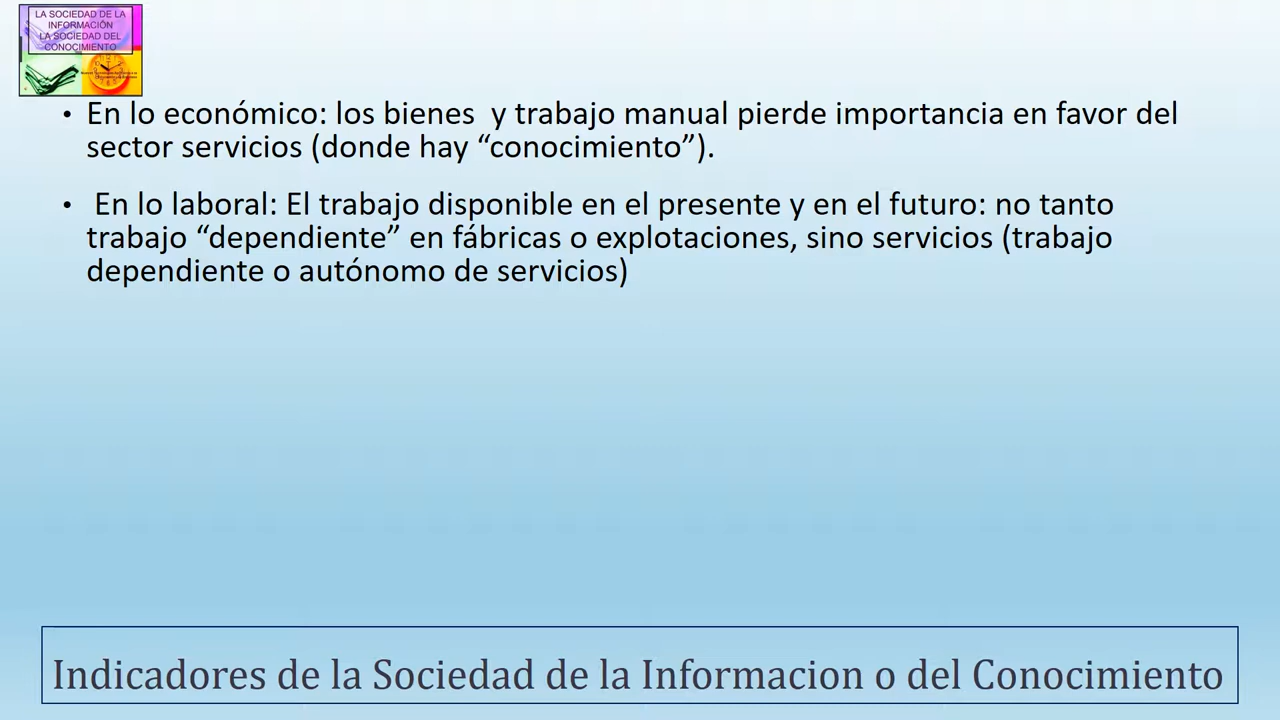 LA SOCIEDAD DE LA
INFORMACIÓN
LA SOCIEDAD DEL
CONOCIMIENTO
• En lo económico: los bienes  y trabajo manual pierde importancia en favor del
sector servicios (donde hay “conocimiento”).
• En lo laboral: El trabajo disponible en el presente y en el futuro: no tanto
trabajo “dependiente” en fábricas o explotaciones, sino servicios (trabajo
dependiente o autónomo de servicios)
Indicadores de la Sociedad de la Informacion o del Conocimiento